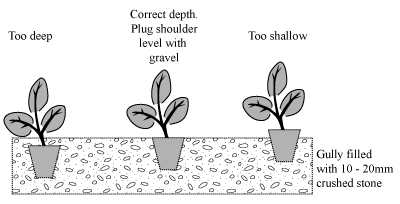 Too deep
Correct depth.
Plug shoulder
level with
gravel
Too shallow
Gully filled
with 10 - 20mm
crushed stone